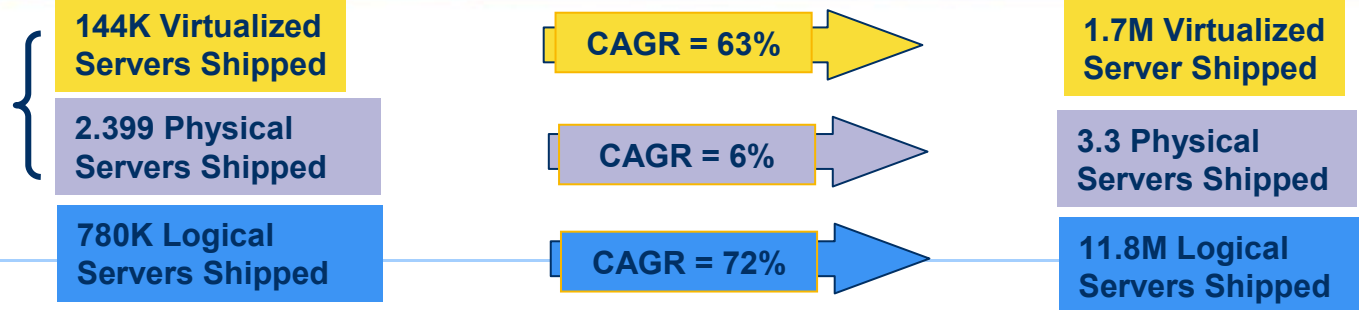 144K Virtualized
Servers Shipped
CAGR = 63%
1.7M Virtualized
Server Shipped
2.399 Physical
Servers Shipped
CAGR = 6%
3.3 Physical
Servers Shipped
780K Logical
Servers Shipped
CAGR = 72%
11.8M Logical
Servers Shipped